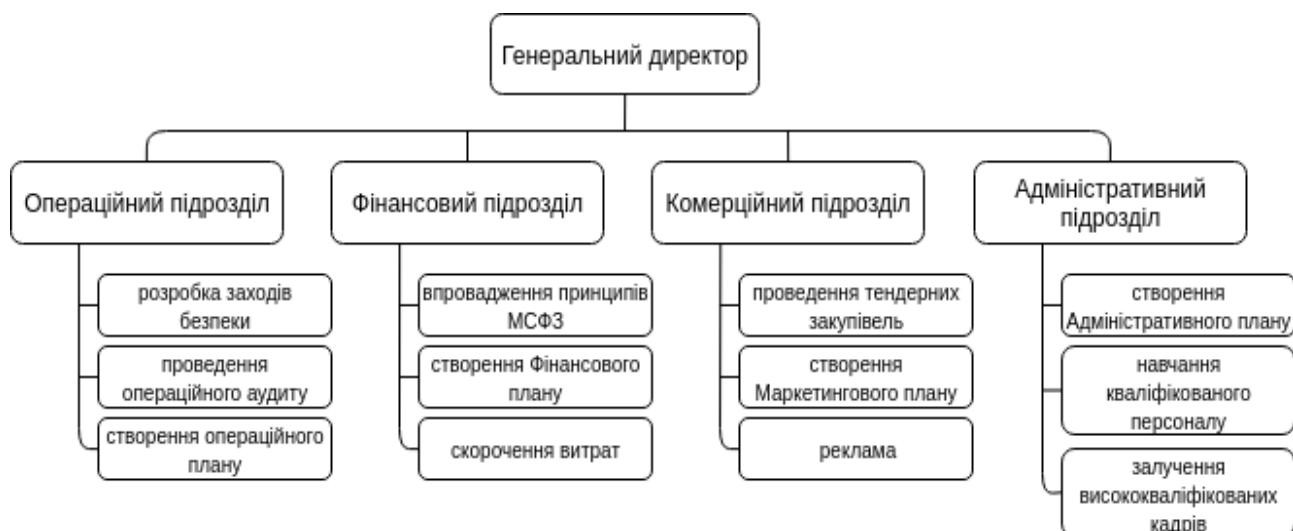 Генеральний директор
Операційний підрозділ
Фінансовий підрозділ
Комерційний підрозділ
Адміністративний
підрозділ
розробка заходів
безпеки
проведення
операційного аудиту
створення операційного
плану
впровадження принципів
МСФЗ
створення Фінансового
плану
скорочення витрат
проведення тендерних
закупівель
створення
Маркетингового плану
реклама
створення
Адміністративного плану
навчання
кваліфікованого
персоналу
залучення
висококваліфікованих
кадрів